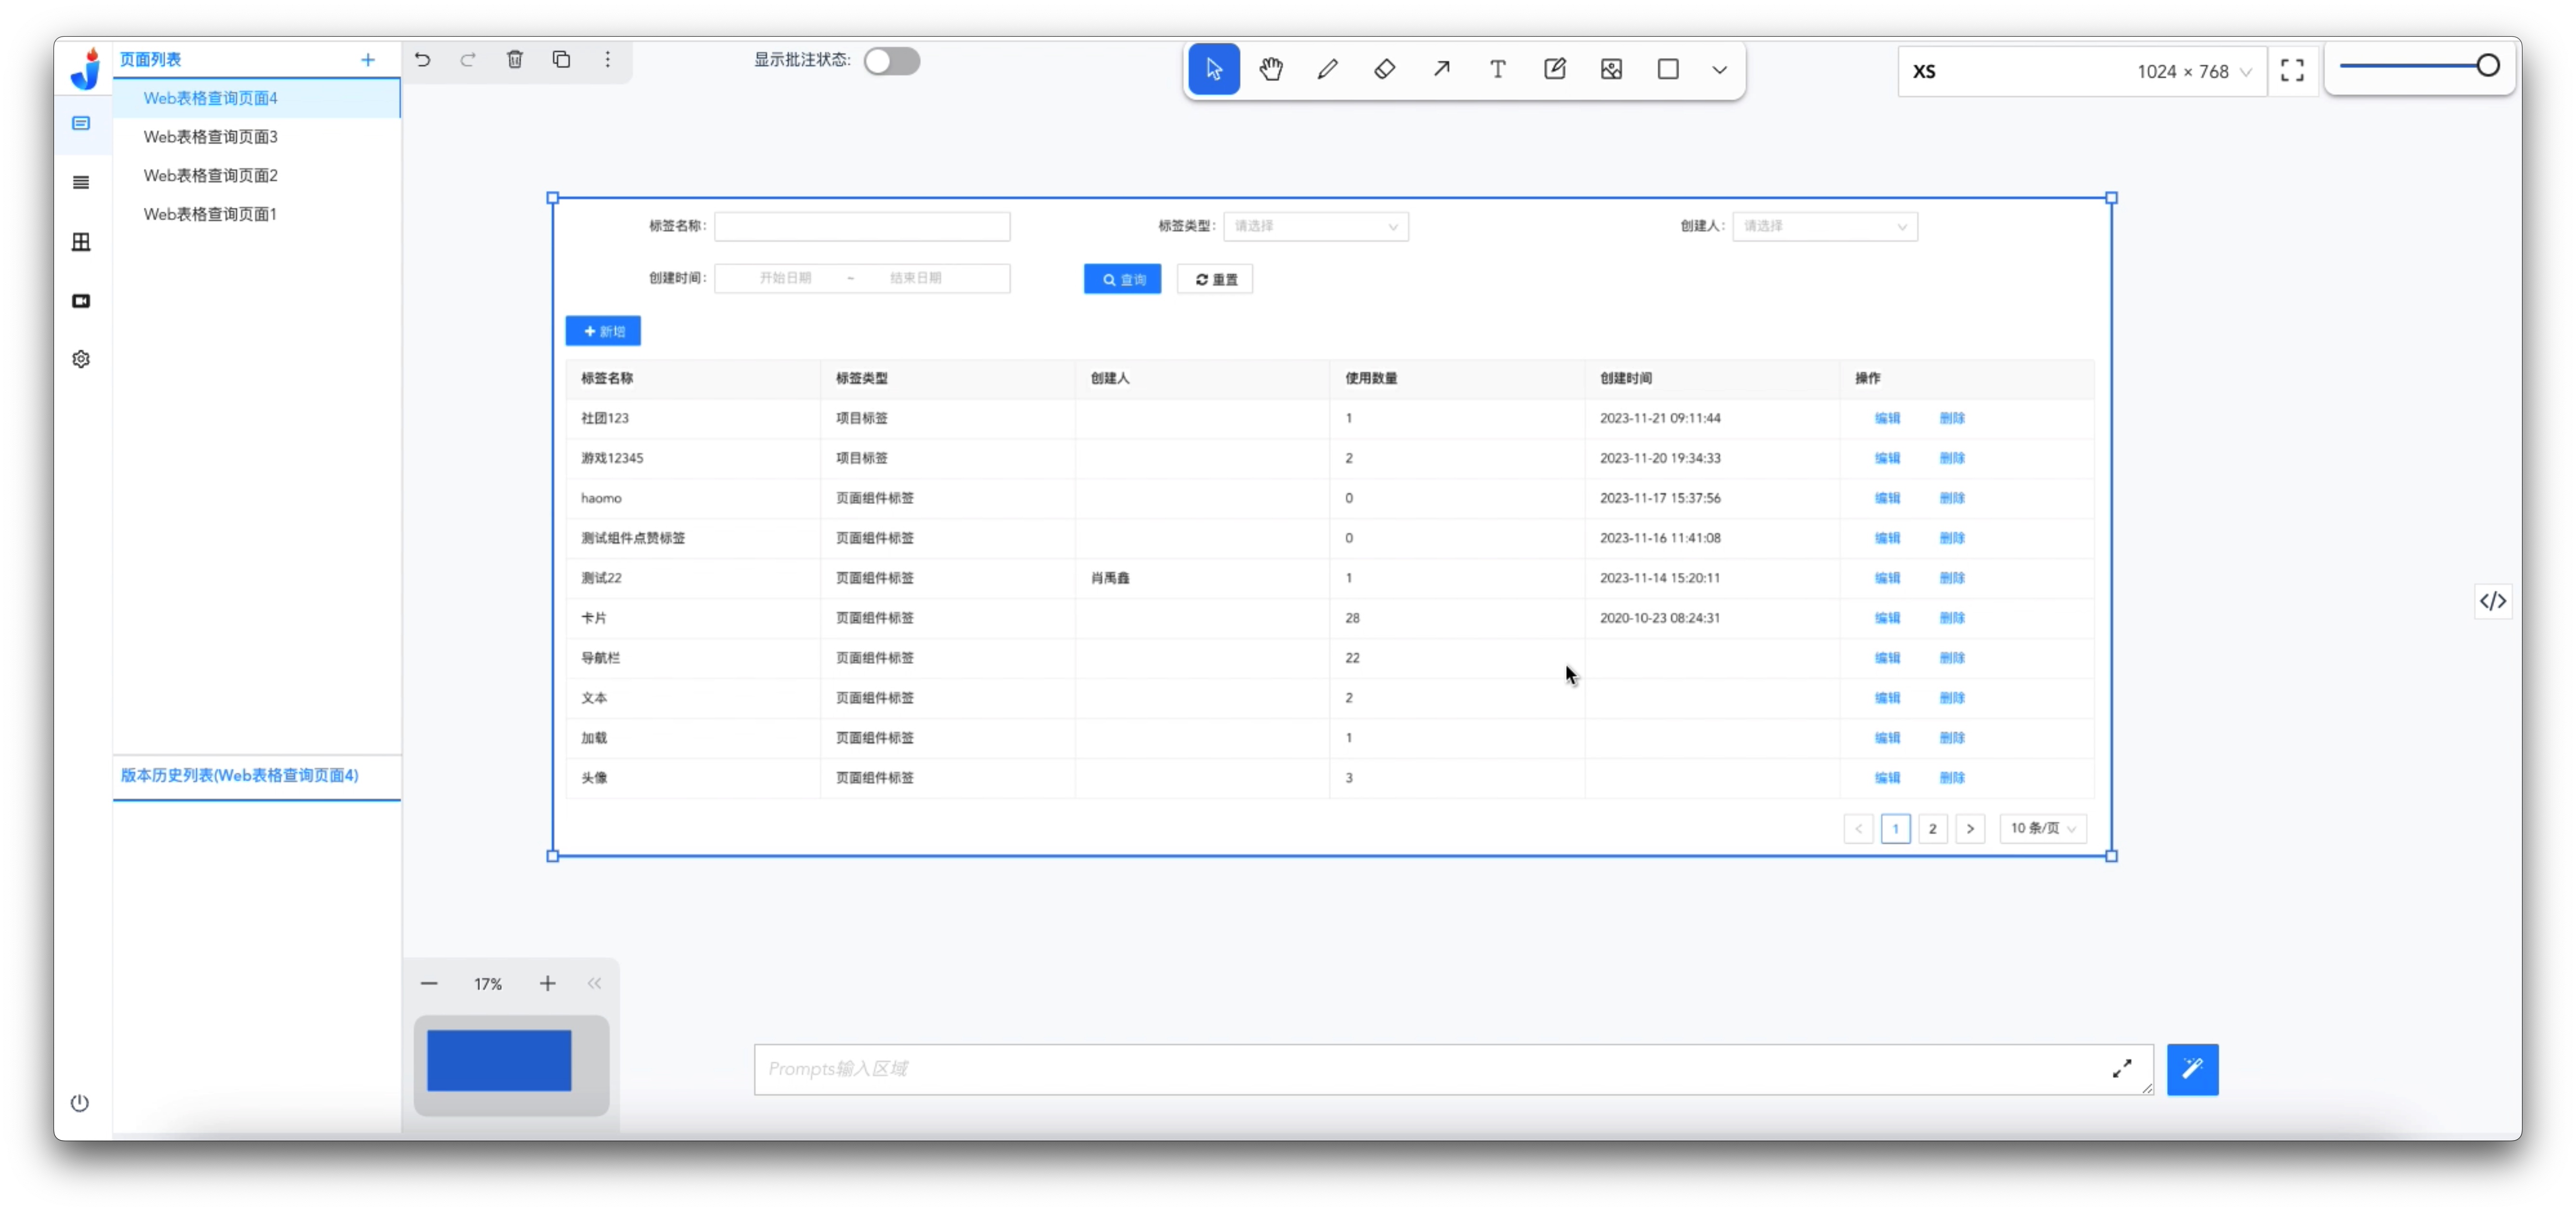 页面列表
Web表格查询页面4
Web表格查询页面3
Web表格查询页面2
Web表格查询页面1
显示批注状态:
T
XS 1024 × 768
标签名称:
标签类型: 请选择
创建人: 请选择
创建时间: 开始日期 ~ 结束日期
查询
重置
新增
标签名称 标签类型 创建人 使用数量 创建时间 操作
社团123 项目标签 1 2023-11-21 09:11:44 编辑 删除
游戏12345 项目标签 2 2023-11-20 19:34:33 编辑 删除
haomo 页面组件标签 0 2023-11-17 15:37:56 编辑 删除
测试组件点赞标签 页面组件标签 0 2023-11-16 11:41:08 编辑 删除
测试22 页面组件标签 肖禹鑫 1 2023-11-14 15:20:11 编辑 删除
卡片 页面组件标签 28 2020-10-23 08:24:31 编辑 删除
导航栏 页面组件标签 22 编辑 删除
文本 页面组件标签 2 编辑 删除
加载 页面组件标签 1 编辑 删除
头像 页面组件标签 3 编辑 删除
< 1 2 > 10 条/页
</>
版本历史列表(Web表格查询页面4)
17%
Prompts输入区域